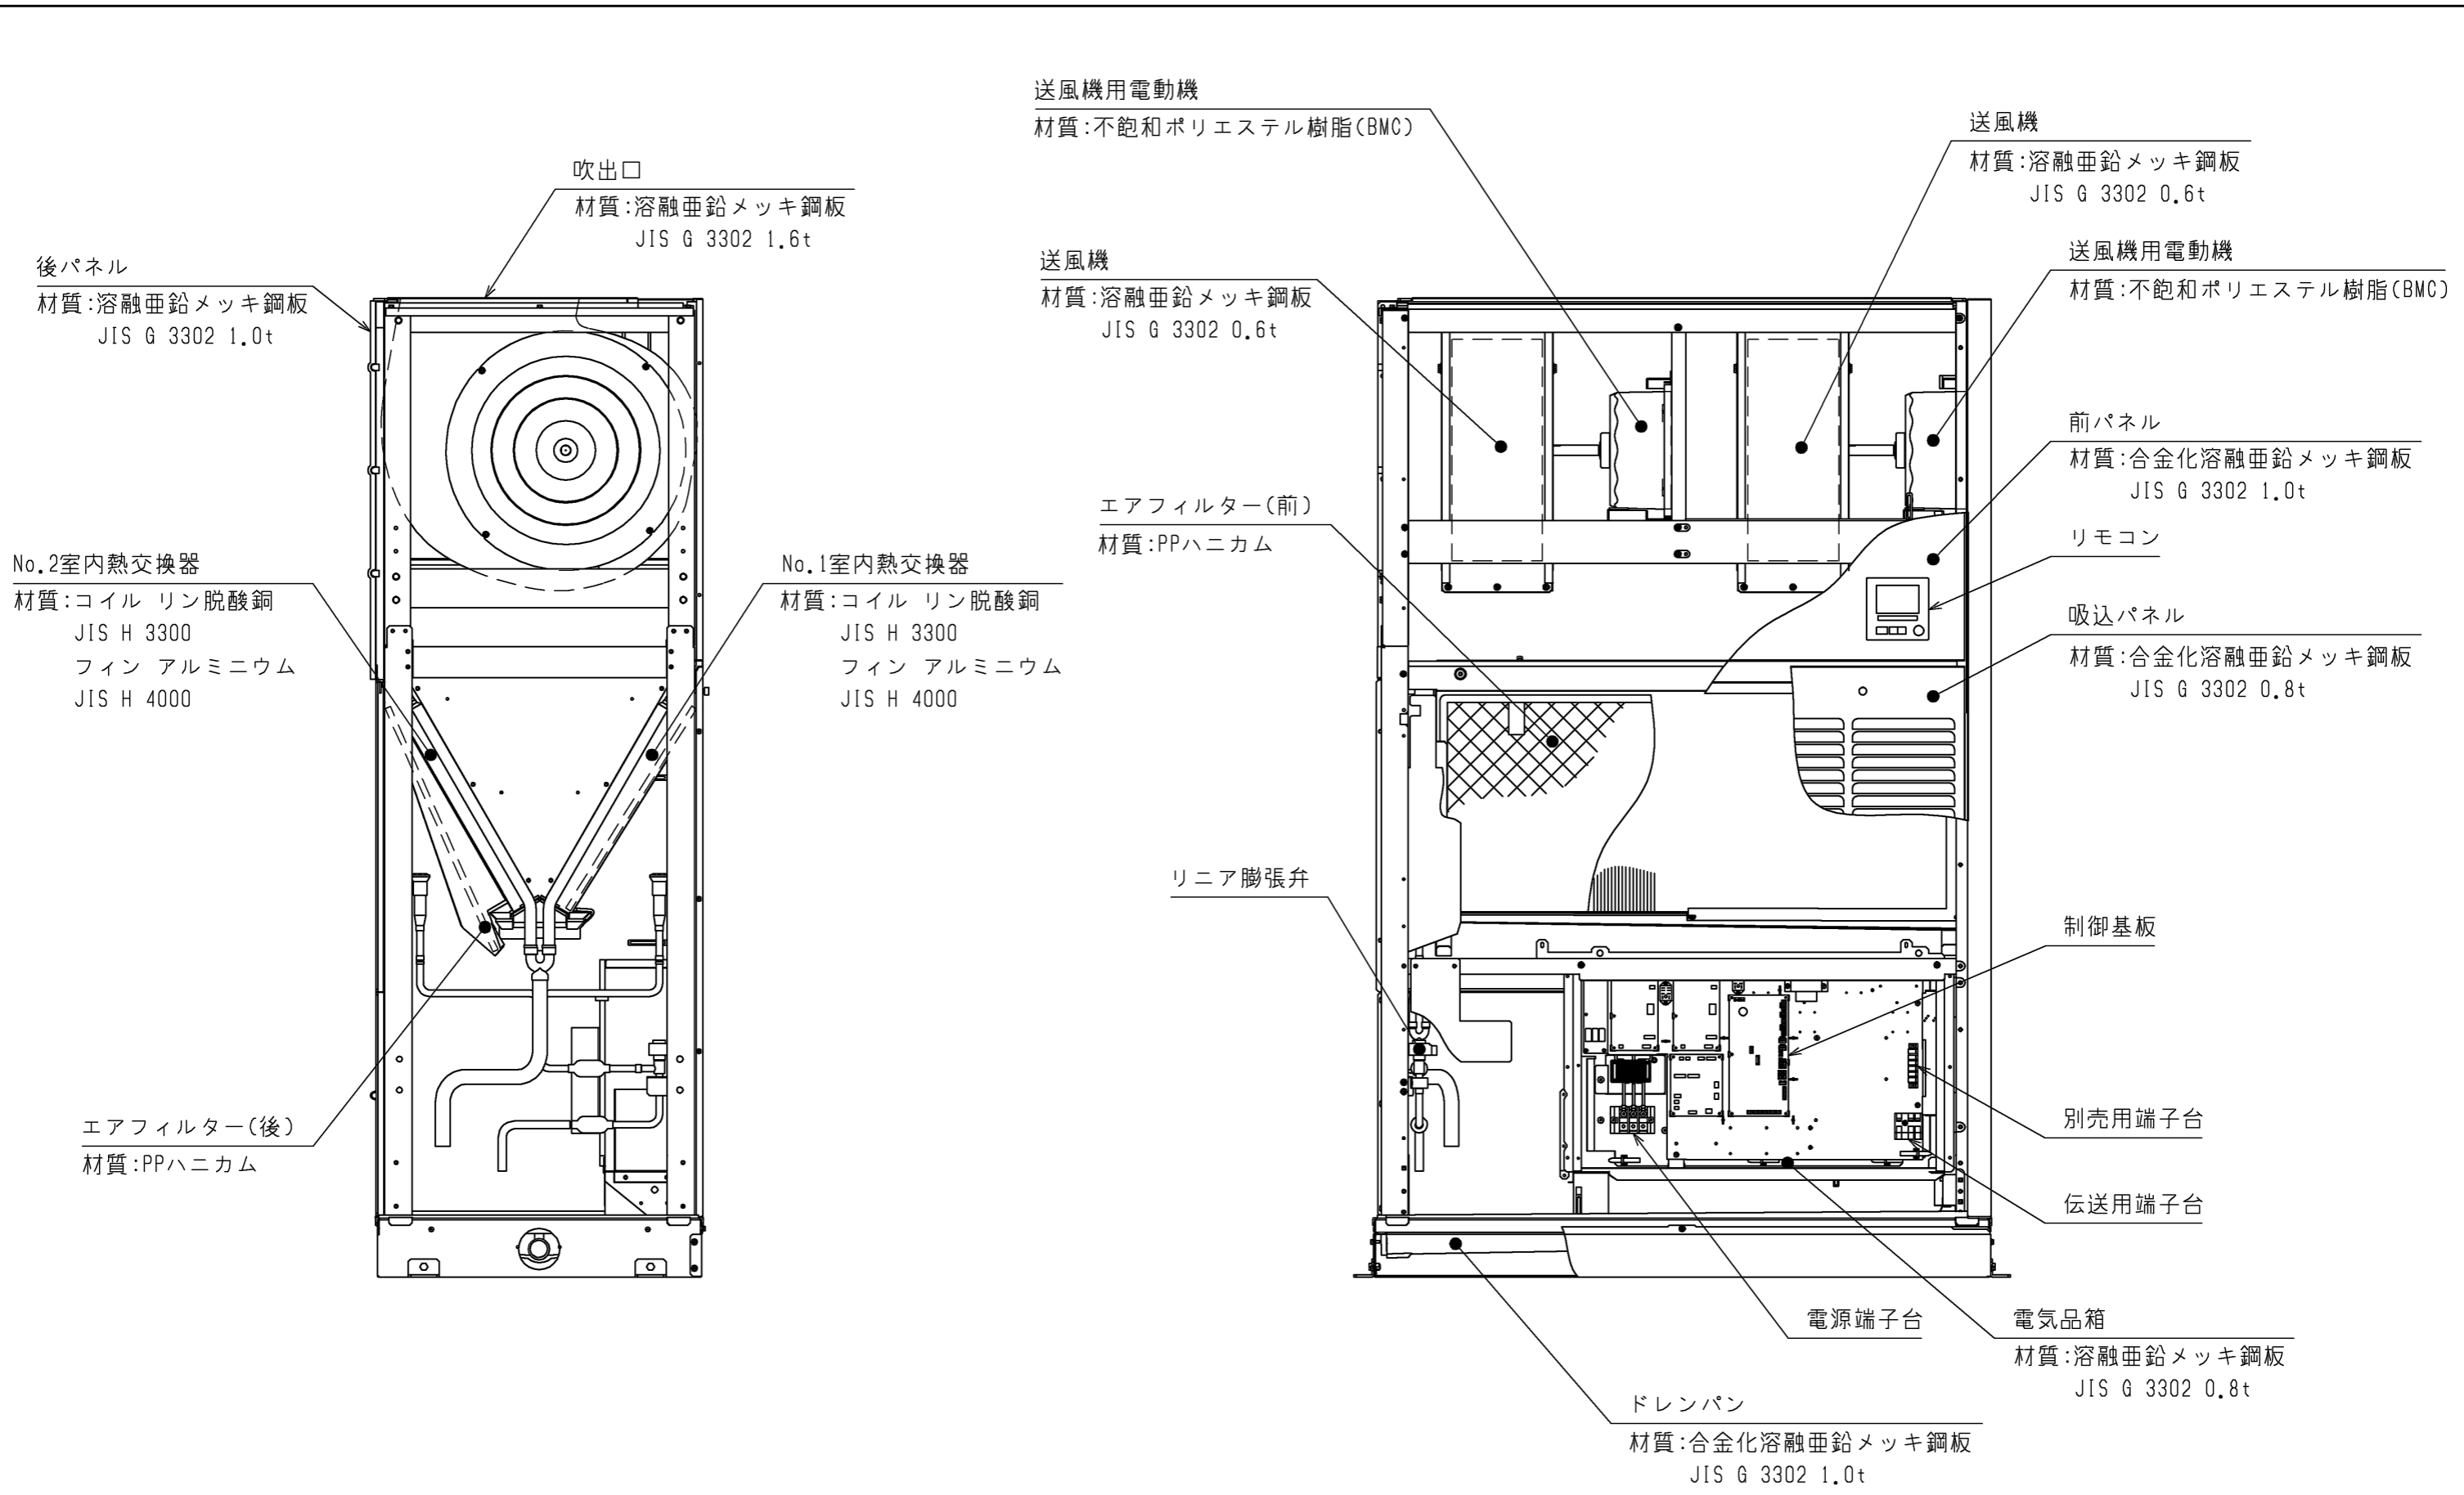 吹出口
材質:溶融亜鉛メッキ鋼板
JIS G 3302 1.6t
後パネル
材質:溶融亜鉛メッキ鋼板
JIS G 3302 1.0t
No.2室内熱交換器
材質:コイル リン脱酸銅
JIS H 3300
フィン アルミニウム
JIS H 4000
No.1室内熱交換器
材質:コイル リン脱酸銅
JIS H 3300
フィン アルミニウム
JIS H 4000
エアフィルター(後)
材質:PPハニカム
送風機用電動機
材質:不飽和ポリエステル樹脂(BMC)
送風機
材質:溶融亜鉛メッキ鋼板
JIS G 3302 0.6t
送風機
材質:溶融亜鉛メッキ鋼板
JIS G 3302 0.6t
送風機用電動機
材質:不飽和ポリエステル樹脂(BMC)
前パネル
材質:合金化溶融亜鉛メッキ鋼板
JIS G 3302 1.0t
エアフィルター(前)
材質:PPハニカム
リモコン
吸込パネル
材質:合金化溶融亜鉛メッキ鋼板
JIS G 3302 0.8t
リニア膨張弁
制御基板
別売用端子台
伝送用端子台
電源端子台
電気品箱
材質:溶融亜鉛メッキ鋼板
JIS G 3302 0.8t
ドレンパン
材質:合金化溶融亜鉛メッキ鋼板
JIS G 3302 1.0t